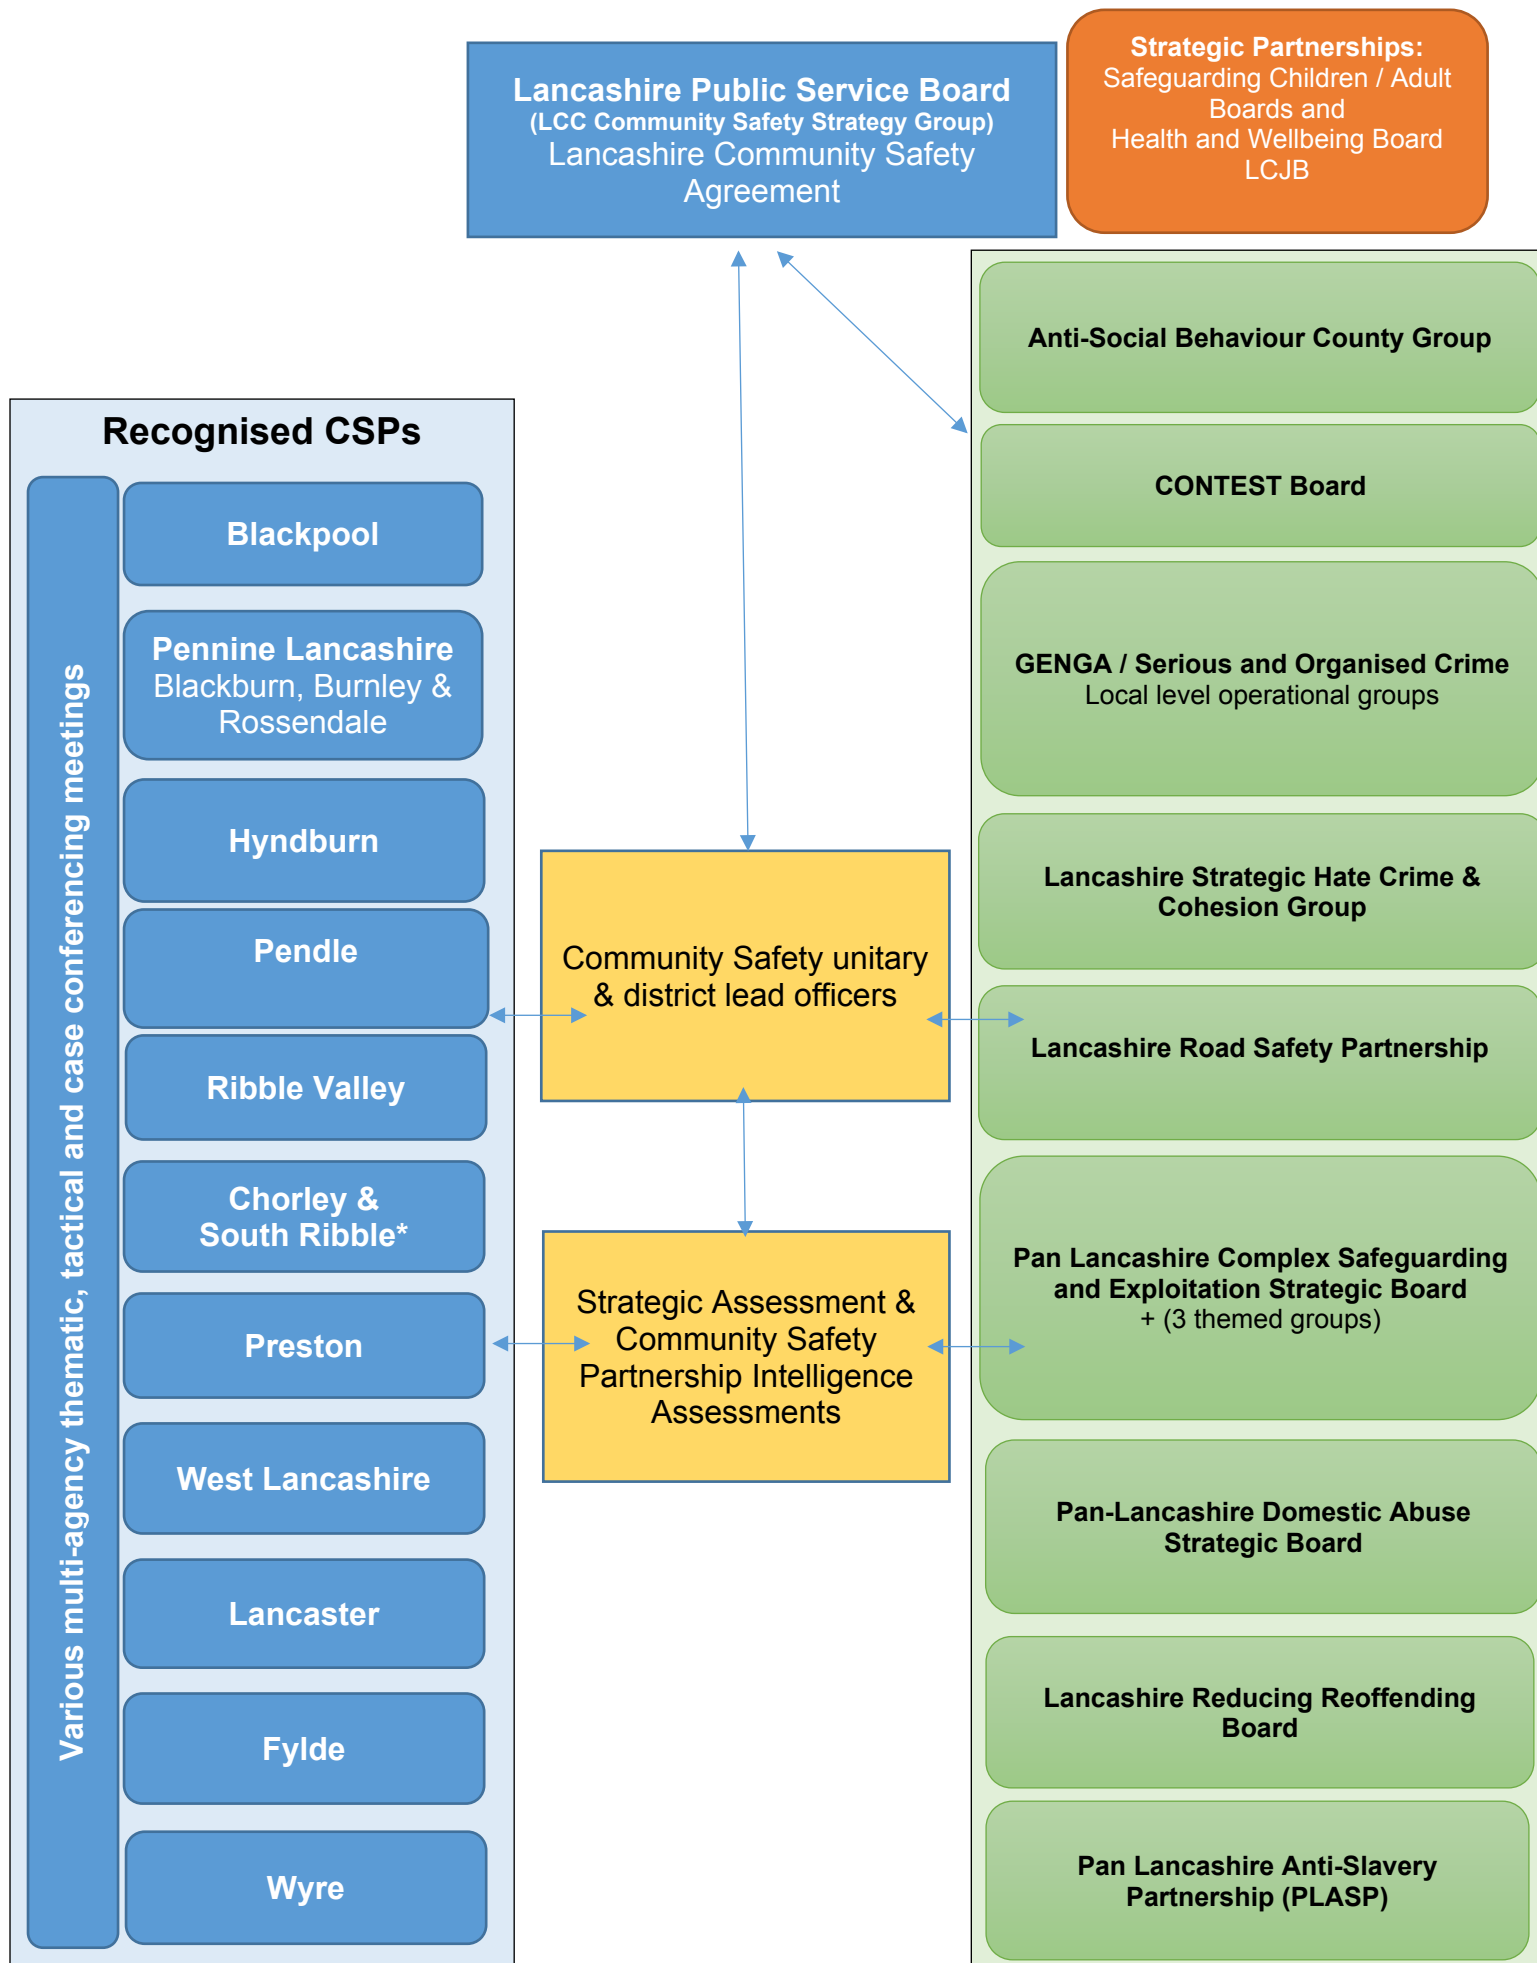 Lancashire Public Service Board
(LCC Community Safety Strategy Group)
Lancashire Community Safety
Agreement
Strategic Partnerships:
Safeguarding Children / Adult
Boards and
Health and Wellbeing Board
LCJB
Recognised CSPs
Various multi-agency thematic, tactical and case conferencing meetings
Blackpool
Pennine Lancashire
Blackburn, Burnley &
Rossendale
Hyndburn
Pendle
Ribble Valley
Chorley &
South Ribble*
Preston
West Lancashire
Lancaster
Fylde
Wyre
Community Safety unitary
& district lead officers
Strategic Assessment &
Community Safety
Partnership Intelligence
Assessments
Anti-Social Behaviour County Group
CONTEST Board
GENGA / Serious and Organised Crime
Local level operational groups
Lancashire Strategic Hate Crime &
Cohesion Group
Lancashire Road Safety Partnership
Pan Lancashire Complex Safeguarding
and Exploitation Strategic Board
+ (3 themed groups)
Pan-Lancashire Domestic Abuse
Strategic Board
Lancashire Reducing Reoffending
Board
Pan Lancashire Anti-Slavery
Partnership (PLASP)